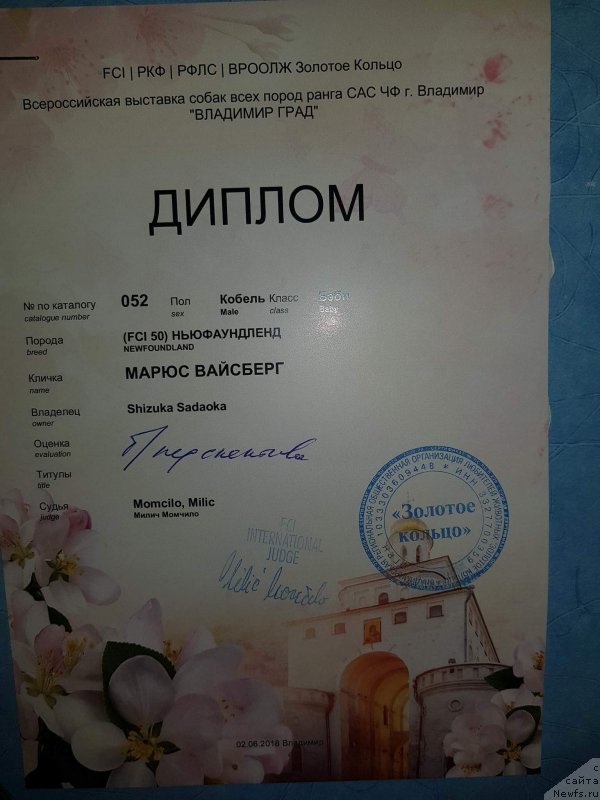 FCI | РКФ | РФЛС | ВРООЛЖ Золотое Кольцо
Всероссийская выставка собак всех пород ранга САС ЧФ г. Владимир
"ВЛАДИМИР ГРАД"
ДИПЛОМ
№ по каталогу 052 Пол Кобель Класс Бэби
catalogue number sex Male class Baby
Порода (FCI 50) НЬЮФАУНДЛЕНД
breed NEWFOUNDLAND
Кличка МАРЮС ВАЙСБЕРГ
name
Владелец Shizuka Sadaoka
owner
Оценка
evaluation
Титулы
title
Судья Momcilo, Milic
judge Милич Момчило
FCI
INTERNATIONAL
JUDGE
Milić Momčilo
«Золотое
кольцо»
02.06.2018 Владимир
с
сайта
Newfs.ru